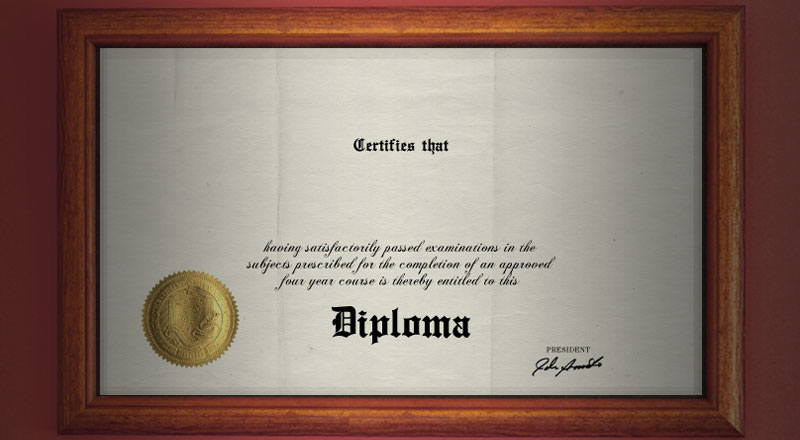 Certifies that
having satisfactorily passed examinations in the
subjects prescribed for the completion of an approved
four year course is thereby entitled to this
Diploma
PRESIDENT